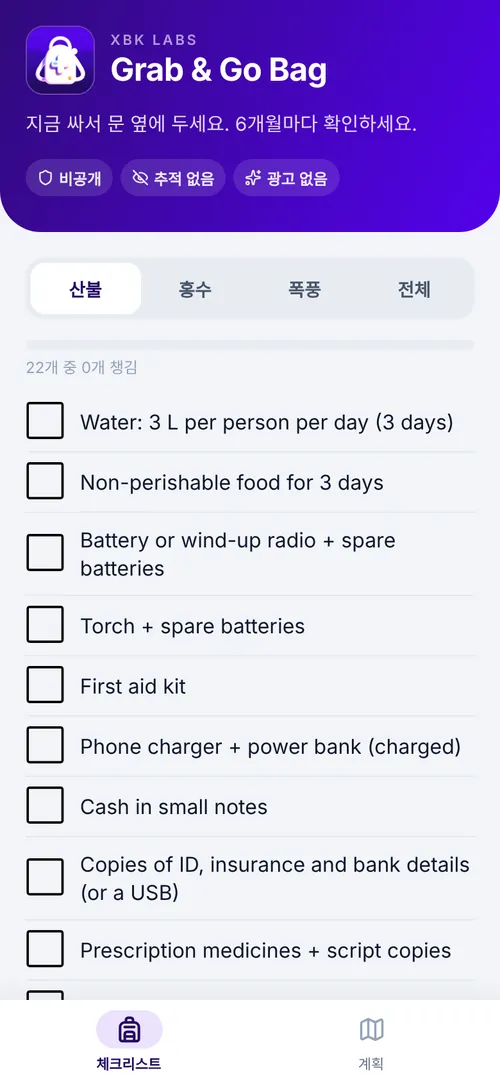 XBK LABS
Grab & Go Bag
지금 싸서 문 옆에 두세요. 6개월마다 확인하세요.
비공개 추적 없음 광고 없음
산불 홍수 폭풍 전체
22개 중 0개 챙김
Water: 3 L per person per day (3 days)
Non-perishable food for 3 days
Battery or wind-up radio + spare
batteries
Torch + spare batteries
First aid kit
Phone charger + power bank (charged)
Cash in small notes
Copies of ID, insurance and bank details
(or a USB)
Prescription medicines + script copies
체크리스트 계획